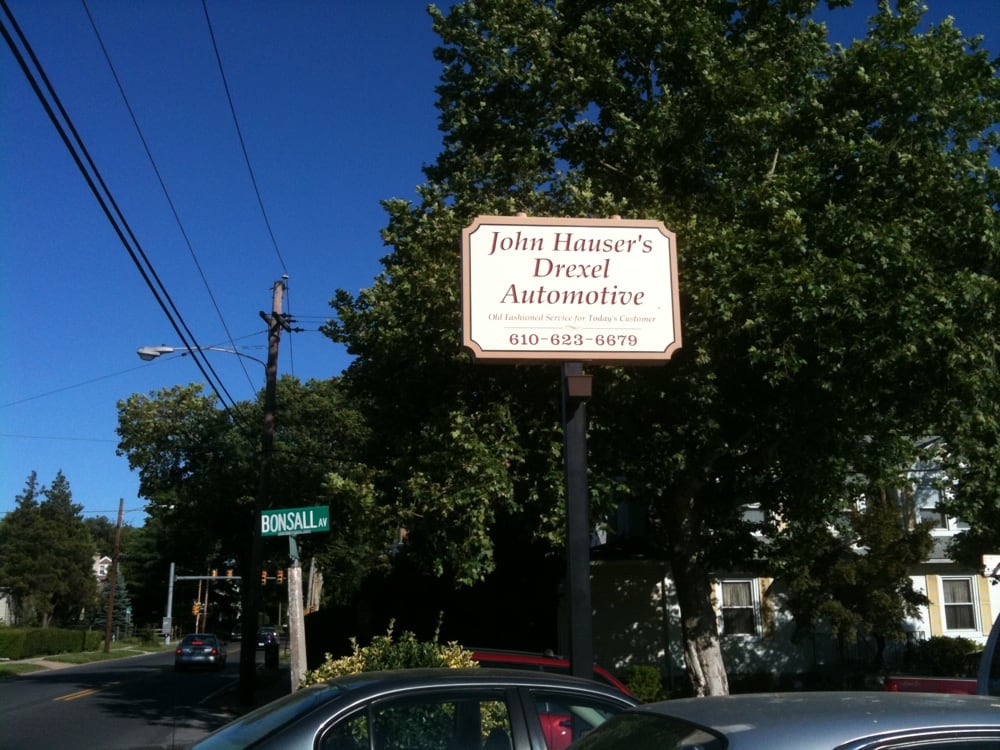 John Hauser's
Drexel
Automotive
Old Fashioned Service for Today's Customer
610-623-6679
BONSALL AV